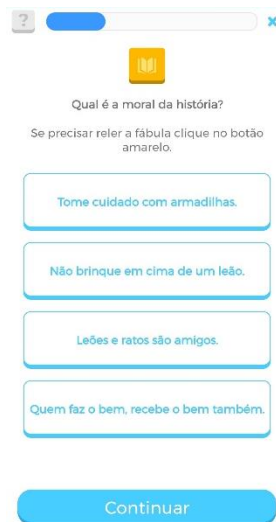 ?
Qual é a moral da história?
Se precisar reler a fábula clique no botão
amarelo.
Tome cuidado com armadilhas.
Não brinque em cima de um leão.
Leões e ratos são amigos.
Quem faz o bem, recebe o bem também.
Continuar